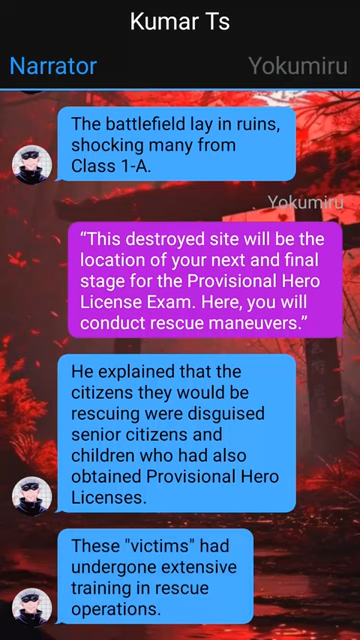 Kumar Ts
Narrator
Yokumiru
The battlefield lay in ruins,
shocking many from
Class 1-A.
Yokumiru
“This destroyed site will be the
location of your next and final
stage for the Provisional Hero
License Exam. Here, you will
conduct rescue maneuvers.”
He explained that the
citizens they would be
rescuing were disguised
senior citizens and
children who had also
obtained Provisional Hero
Licenses.
These "victims" had
undergone extensive
training in rescue
operations.